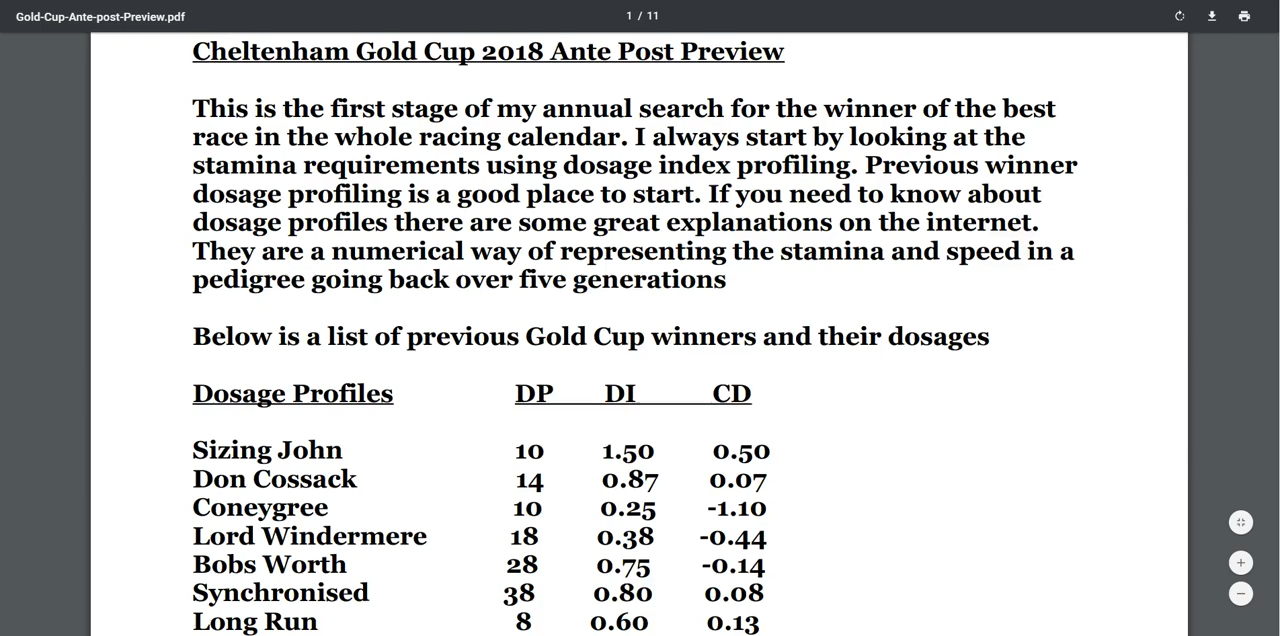 Gold-Cup-Ante-post-Preview.pdf 1 / 11
Cheltenham Gold Cup 2018 Ante Post Preview
This is the first stage of my annual search for the winner of the best
race in the whole racing calendar. I always start by looking at the
stamina requirements using dosage index profiling. Previous winner
dosage profiling is a good place to start. If you need to know about
dosage profiles there are some great explanations on the internet.
They are a numerical way of representing the stamina and speed in a
pedigree going back over five generations
Below is a list of previous Gold Cup winners and their dosages
Dosage Profiles DP DI CD
Sizing John 10 1.50 0.50
Don Cossack 14 0.87 0.07
Coneygree 10 0.25 -1.10
Lord Windermere 18 0.38 -0.44
Bobs Worth 28 0.75 -0.14
Synchronised 38 0.80 0.08
Long Run 8 0.60 0.13